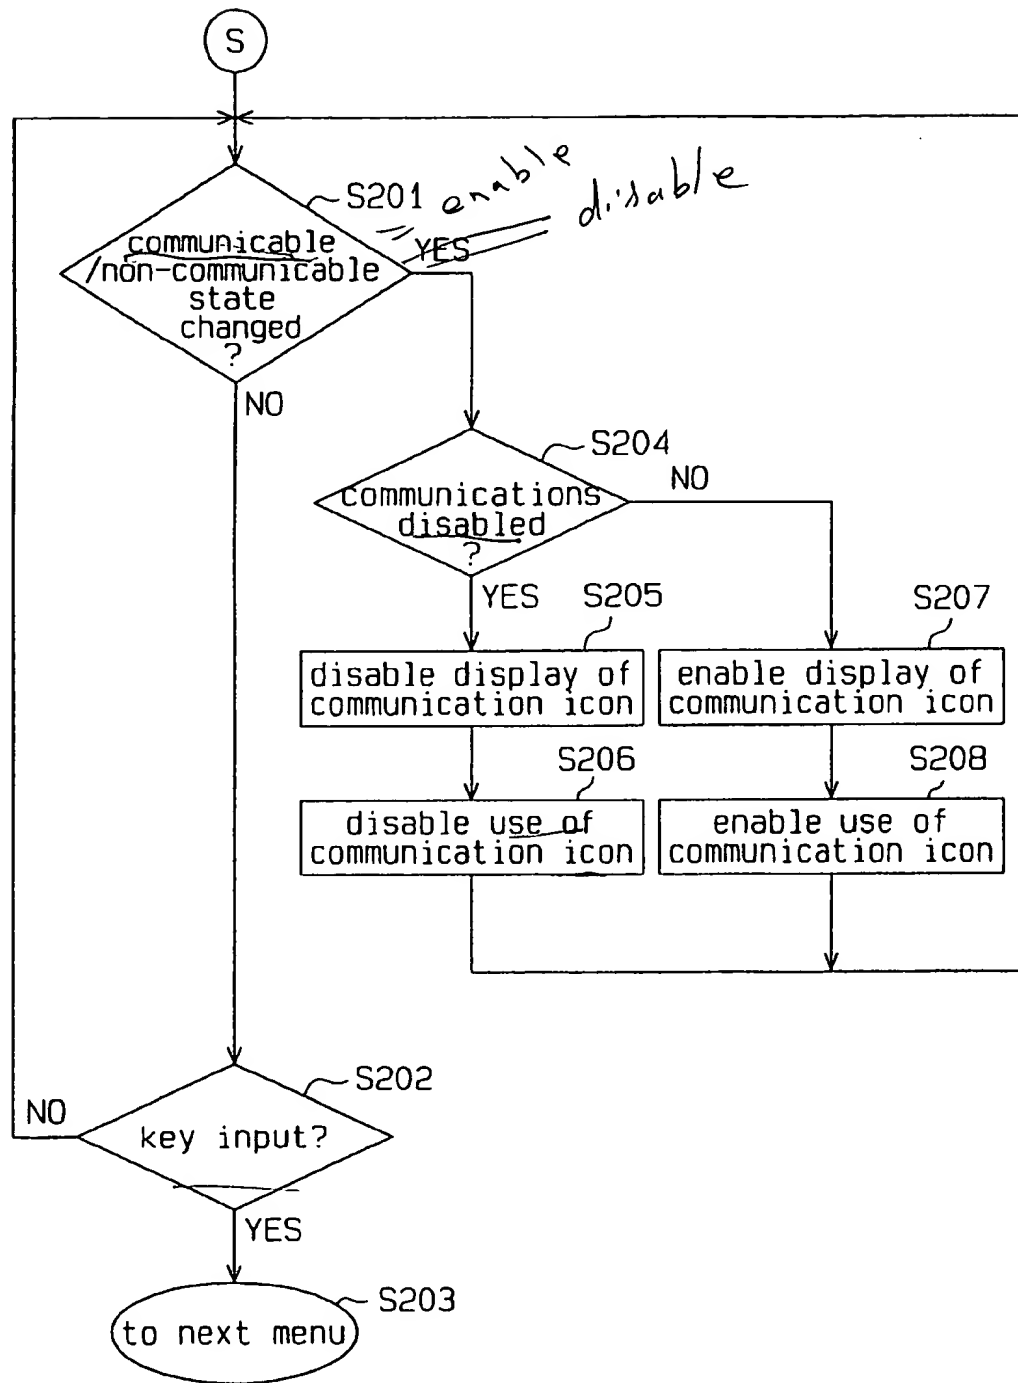 S
S201
enable
disable
YES
communicable
/non-communicable
state
changed
?
NO
S204
communications
disabled
?
NO
YES
S205
disable display of
communication icon
S207
enable display of
communication icon
S206
disable use of
communication icon
S208
enable use of
communication icon
S202
key input?
NO
YES
S203
to next menu